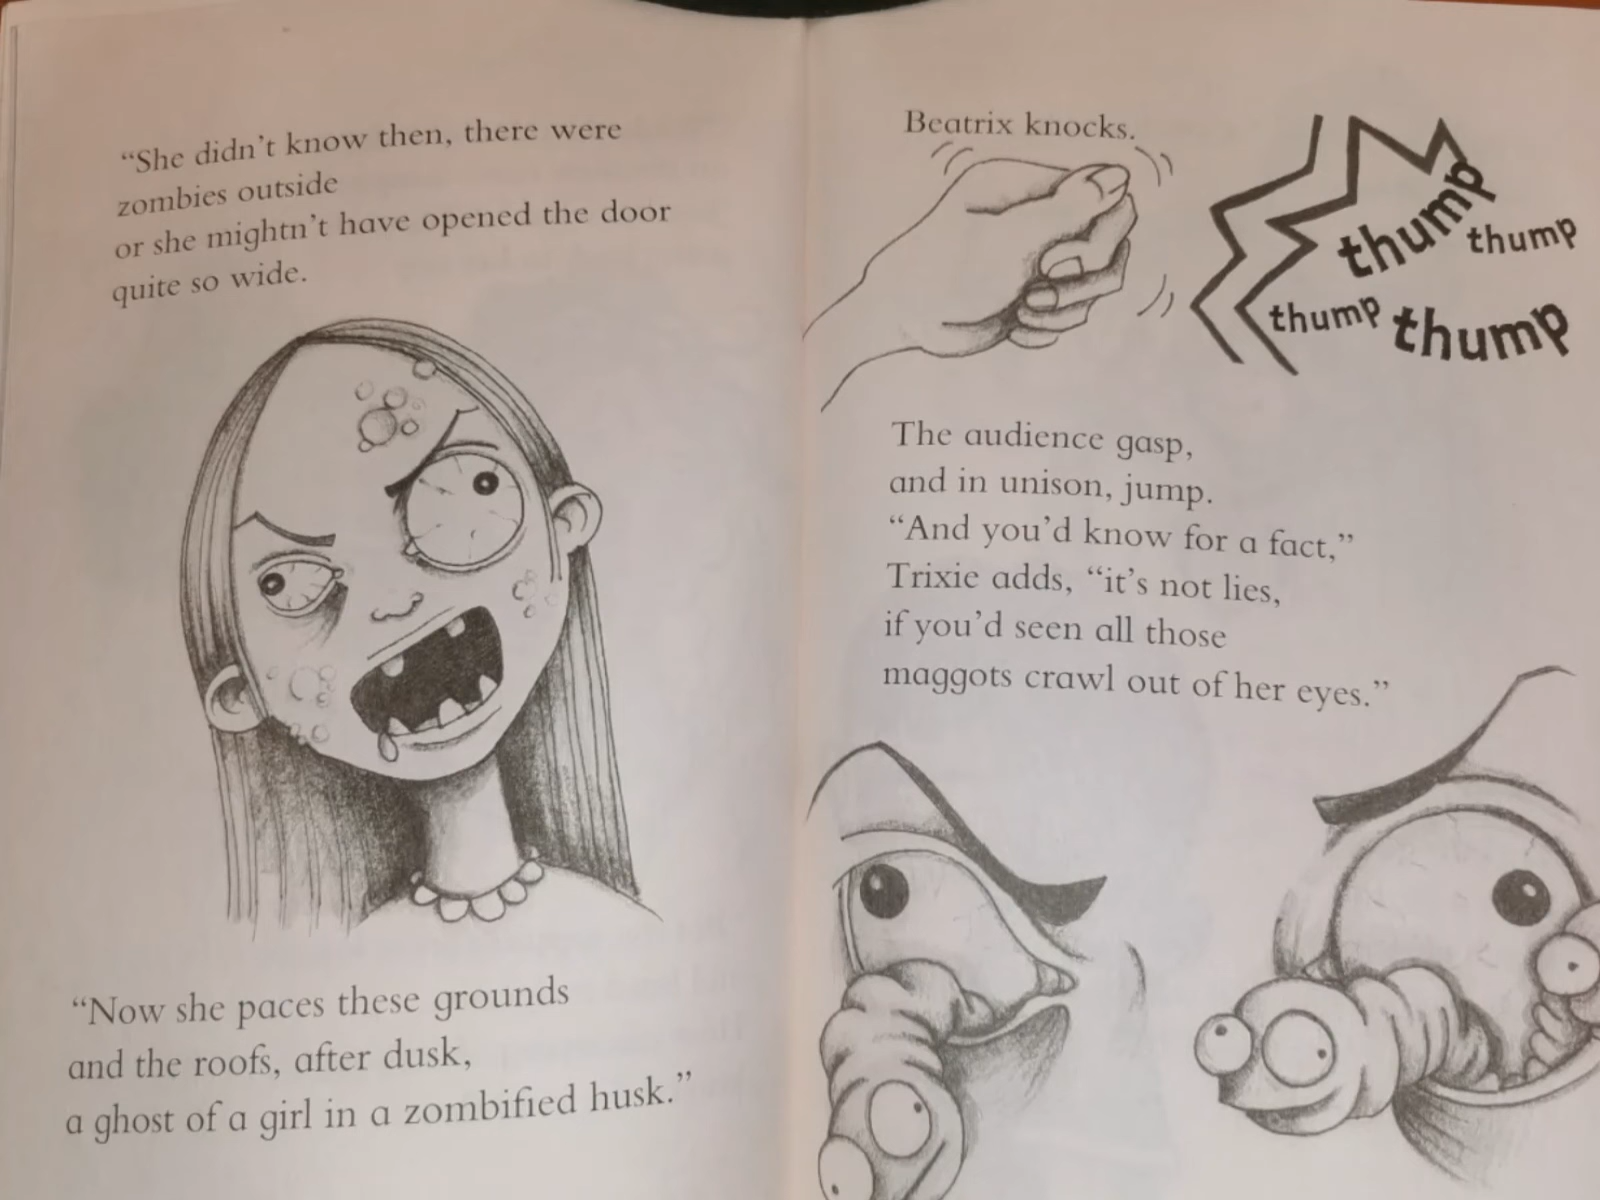 “She didn’t know then, there were
zombies outside
or she mightn’t have opened the door
quite so wide.
“Now she paces these grounds
and the roofs, after dusk,
a ghost of a girl in a zombified husk.”
Beatrix knocks.
thump
thump
thump
thump
The audience gasp,
and in unison, jump.
“And you’d know for a fact,”
Trixie adds, “it’s not lies,
if you’d seen all those
maggots crawl out of her eyes.”